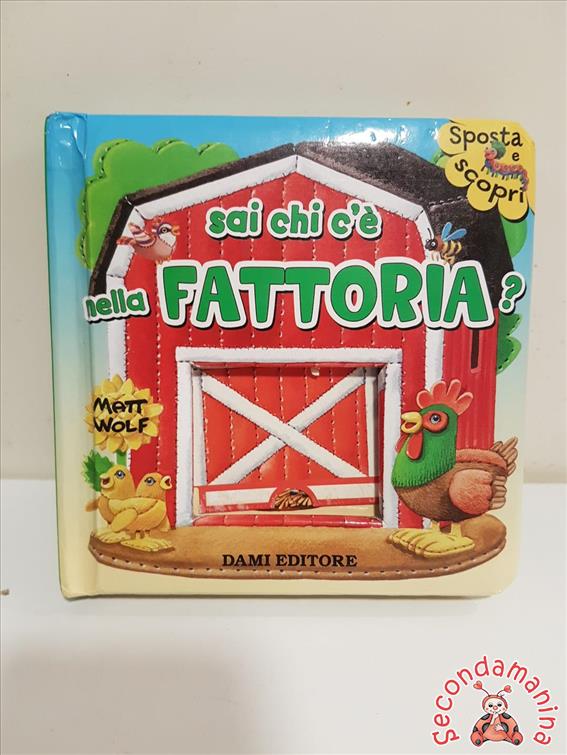 Sposta
e
scopri
sai chi c'è
nella FATTORIA?
MATT
WOLF
DAMI EDITORE
Secondamanina